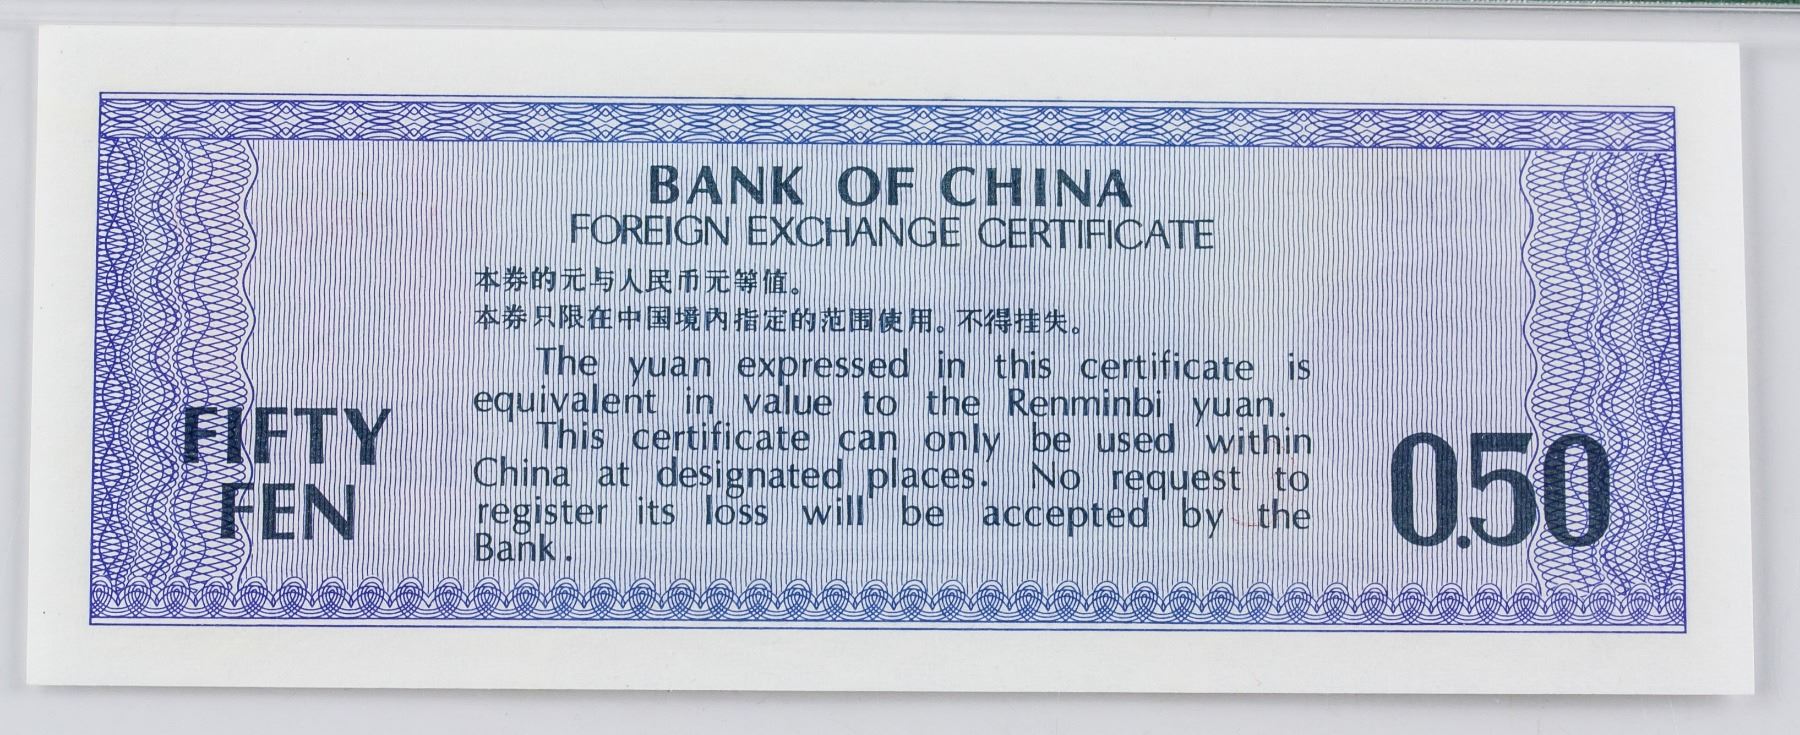 BANK OF CHINA
FOREIGN EXCHANGE CERTIFICATE
本券的元与人民币元等值。
本券只限在中国境内指定的范围使用。不得挂失。
The yuan expressed in this certificate is
equivalent in value to the Renminbi yuan.
This certificate can only be used within
China at designated places. No request to
register its loss will be accepted by the
Bank.
FIFTY
FEN
0.50